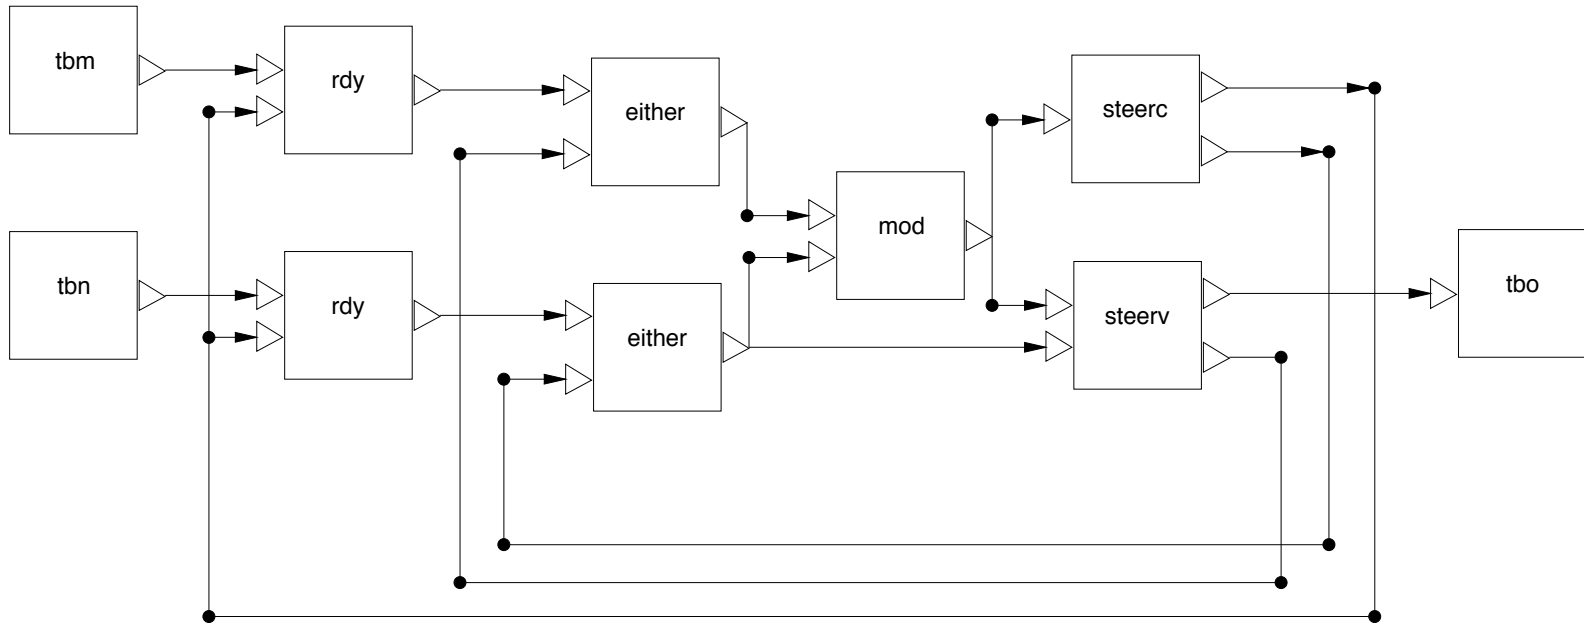 tbm
rdy
either
steerc
mod
tbn
rdy
either
steerv
tbo